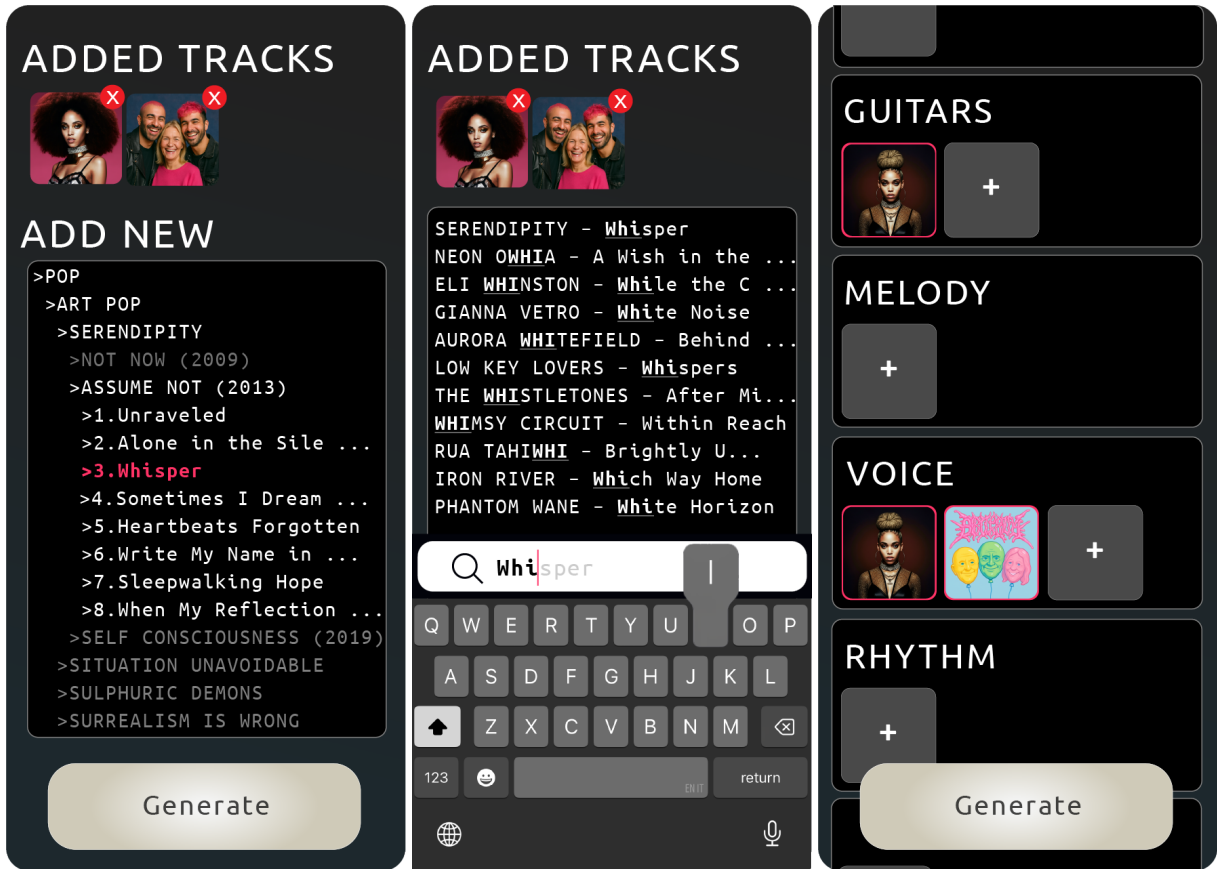 ADDED TRACKS
X X
ADD NEW
>POP
>ART POP
>SERENDIPITY
>NOT NOW (2009)
>ASSUME NOT (2013)
>1.Unraveled
>2.Alone in the Sile ...
>3.Whisper
>4.Sometimes I Dream ...
>5.Heartbeats Forgotten
>6.Write My Name in ...
>7.Sleepwalking Hope
>8.When My Reflection ...
>SELF CONSCIOUSNESS (2019)
>SITUATION UNAVOIDABLE
>SULPHURIC DEMONS
>SURREALISM IS WRONG
Generate
ADDED TRACKS
X X
SERENDIPITY – Whisper
NEON OWHIA – A Wish in the ...
ELI WHINSTON – While the C ...
GIANNA VETRO – White Noise
AURORA WHITEFIELD – Behind ...
LOW KEY LOVERS – Whispers
THE WHISTLETONES – After Mi...
WHIMSY CIRCUIT – Within Reach
RUA TAHIWHI – Brightly U...
IRON RIVER – Which Way Home
PHANTOM WANE – White Horizon
Whisper
I
Q W E R T Y U O P
A S D F G H J K L
Z X C V B N M
123 EN IT return
GUITARS
+
MELODY
+
VOICE
+
RHYTHM
+
Generate